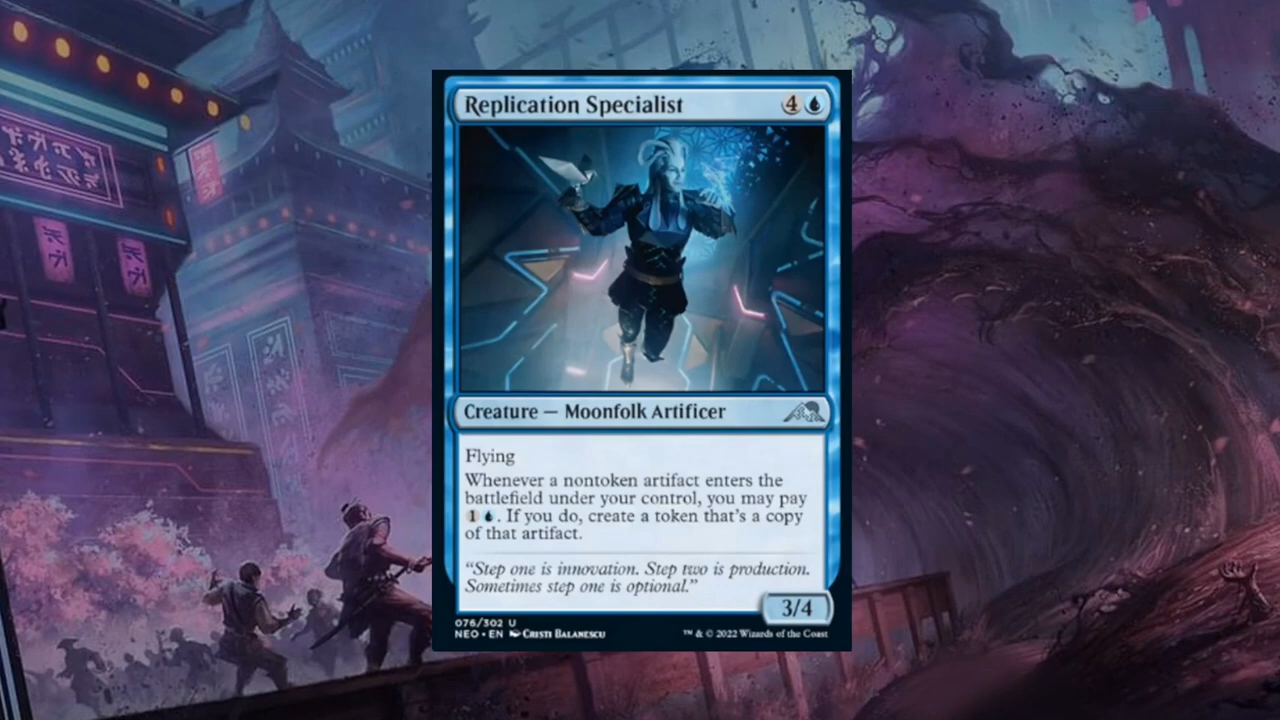 Replication Specialist 4
Creature — Moonfolk Artificer
Flying
Whenever a nontoken artifact enters the
battlefield under your control, you may pay
1 . If you do, create a token that's a copy
of that artifact.
"Step one is innovation. Step two is production.
Sometimes step one is optional."
3/4
076/302 U
NEO • EN Cristi Balanescu
™ & © 2022 Wizards of the Coast